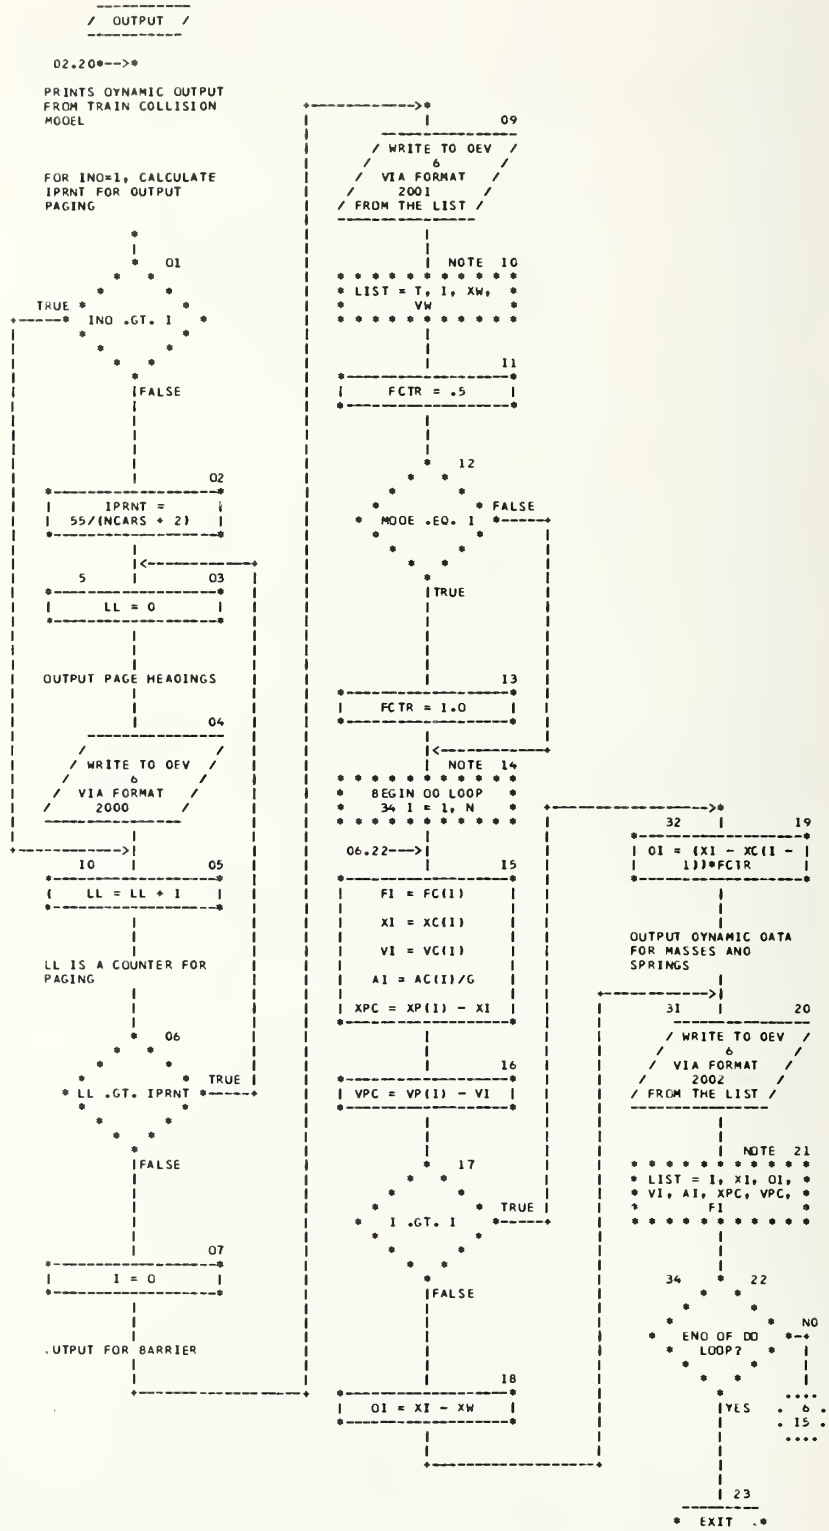 / OUTPUT /
02.20*-->*
PRINTS DYNAMIC OUTPUT
FROM TRAIN COLLISION
MODEL
FOR INO=1, CALCULATE
IPRNT FOR OUTPUT
PAGING
01
TRUE
INO .GT. 1
FALSE
02
IPRNT =
55/(NCARS + 2)
5 03
LL = 0
OUTPUT PAGE HEADINGS
04
/ WRITE TO DEV /
6
VIA FORMAT
2000
10 05
LL = LL + 1
LL IS A COUNTER FOR
PAGING
06
LL .GT. IPRNT
TRUE
FALSE
07
I = 0
.UTPUT FOR BARRIER
09
/ WRITE TO DEV /
6
VIA FORMAT
2001
/ FROM THE LIST /
NOTE 10
LIST = T, I, XW,
VW
11
FCTR = .5
12
MODE .EQ. 1
FALSE
TRUE
13
FCTR = 1.0
NOTE 14
BEGIN DO LOOP
34 I = 1, N
06.22--->
15
FI = FC(I)
XI = XC(I)
VI = VC(I)
AI = AC(I)/G
XPC = XP(I) - XI
16
VPC = VP(I) - VI
17
I .GT. 1
TRUE
FALSE
18
DI = XI - XW
32 19
DI = (XI - XC(I -
1))*FCTR
OUTPUT DYNAMIC DATA
FOR MASSES AND
SPRINGS
31 20
/ WRITE TO DEV /
6
VIA FORMAT
2002
/ FROM THE LIST /
NOTE 21
LIST = I, XI, DI,
VI, AI, XPC, VPC,
FI
34 22
END OF DO
LOOP?
NO
YES
6
15
23
EXIT